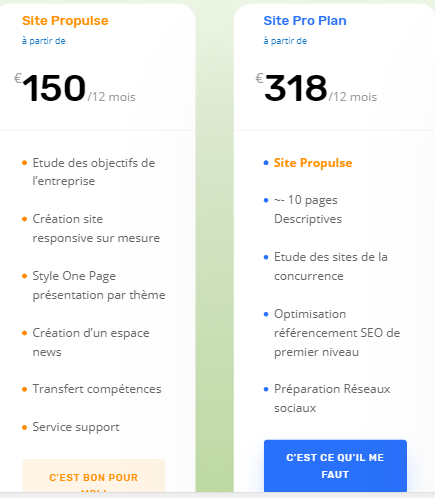 Site Propulse
à partir de
€150/12 mois
Etude des objectifs de
l'entreprise
Création site
responsive sur mesure
Style One Page
présentation par thème
Création d'un espace
news
Transfert compétences
Service support
C'EST BON POUR
Site Pro Plan
à partir de
€318/12 mois
Site Propulse
~- 10 pages
Descriptives
Etude des sites de la
concurrence
Optimisation
référencement SEO de
premier niveau
Préparation Réseaux
sociaux
C'EST CE QU'IL ME
FAUT